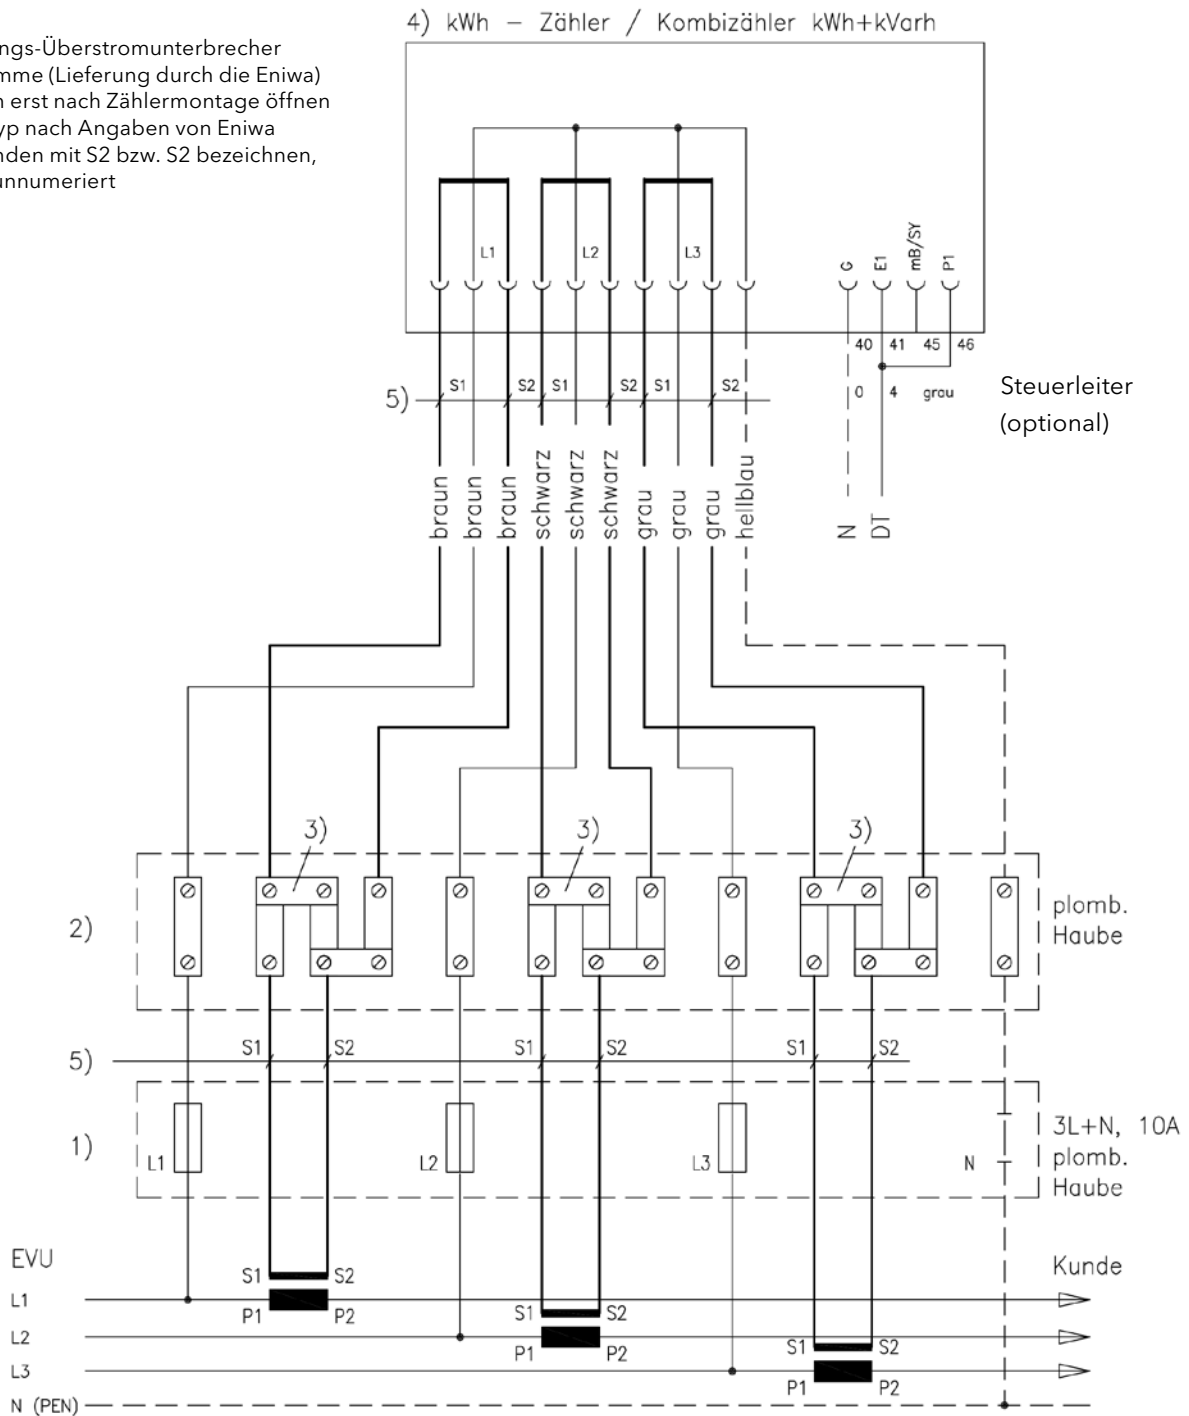 4) kWh – Zähler / Kombizähler kWh+kVarh
ngs-Überstromunterbrecher
mme (Lieferung durch die Eniwa)
n erst nach Zählermontage öffnen
yp nach Angaben von Eniwa
nden mit S2 bzw. S2 bezeichnen,
unnumeriert
L1 L2 L3
G E1 mB/SY P1
40 41 45 46
5) S1 S2 S1 S2 S1 S2
0 4 grau
Steuerleiter
(optional)
braun braun braun schwarz schwarz schwarz grau grau grau hellblau N DT
3) 3) 3)
2)
plomb.
Haube
5) S1 S2 S1 S2 S1 S2
1) L1 L2 L3 N
3L+N, 10A
plomb.
Haube
EVU
Kunde
S1 S2
L1
P1 P2
S1 S2
L2
P1 P2
S1 S2
L3
P1 P2
N (PEN)